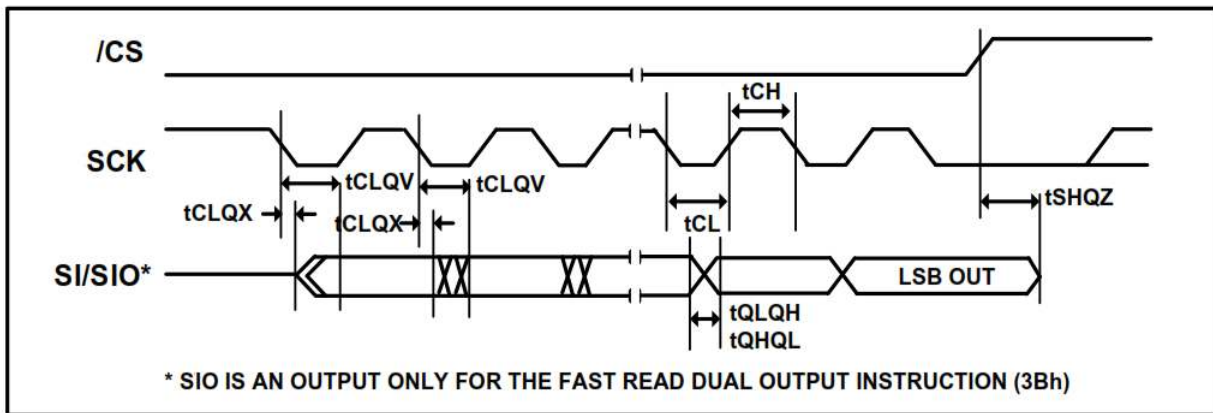 /CS
tCH
SCK
tCLQV
tCLQV
tSHQZ
tCLQX
tCLQX
tCL
SI/SIO*
LSB OUT
tQLQH
tQHQL
* SIO IS AN OUTPUT ONLY FOR THE FAST READ DUAL OUTPUT INSTRUCTION (3Bh)